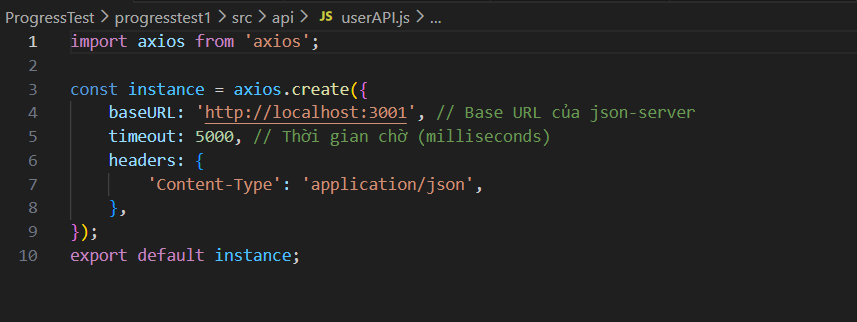 ProgressTest > progresstest1 > src > api > JS userAPI.js > ...
1 import axios from 'axios';
2
3 const instance = axios.create({
4 baseURL: 'http://localhost:3001', // Base URL của json-server
5 timeout: 5000, // Thời gian chờ (milliseconds)
6 headers: {
7 'Content-Type': 'application/json',
8 },
9 });
10 export default instance;